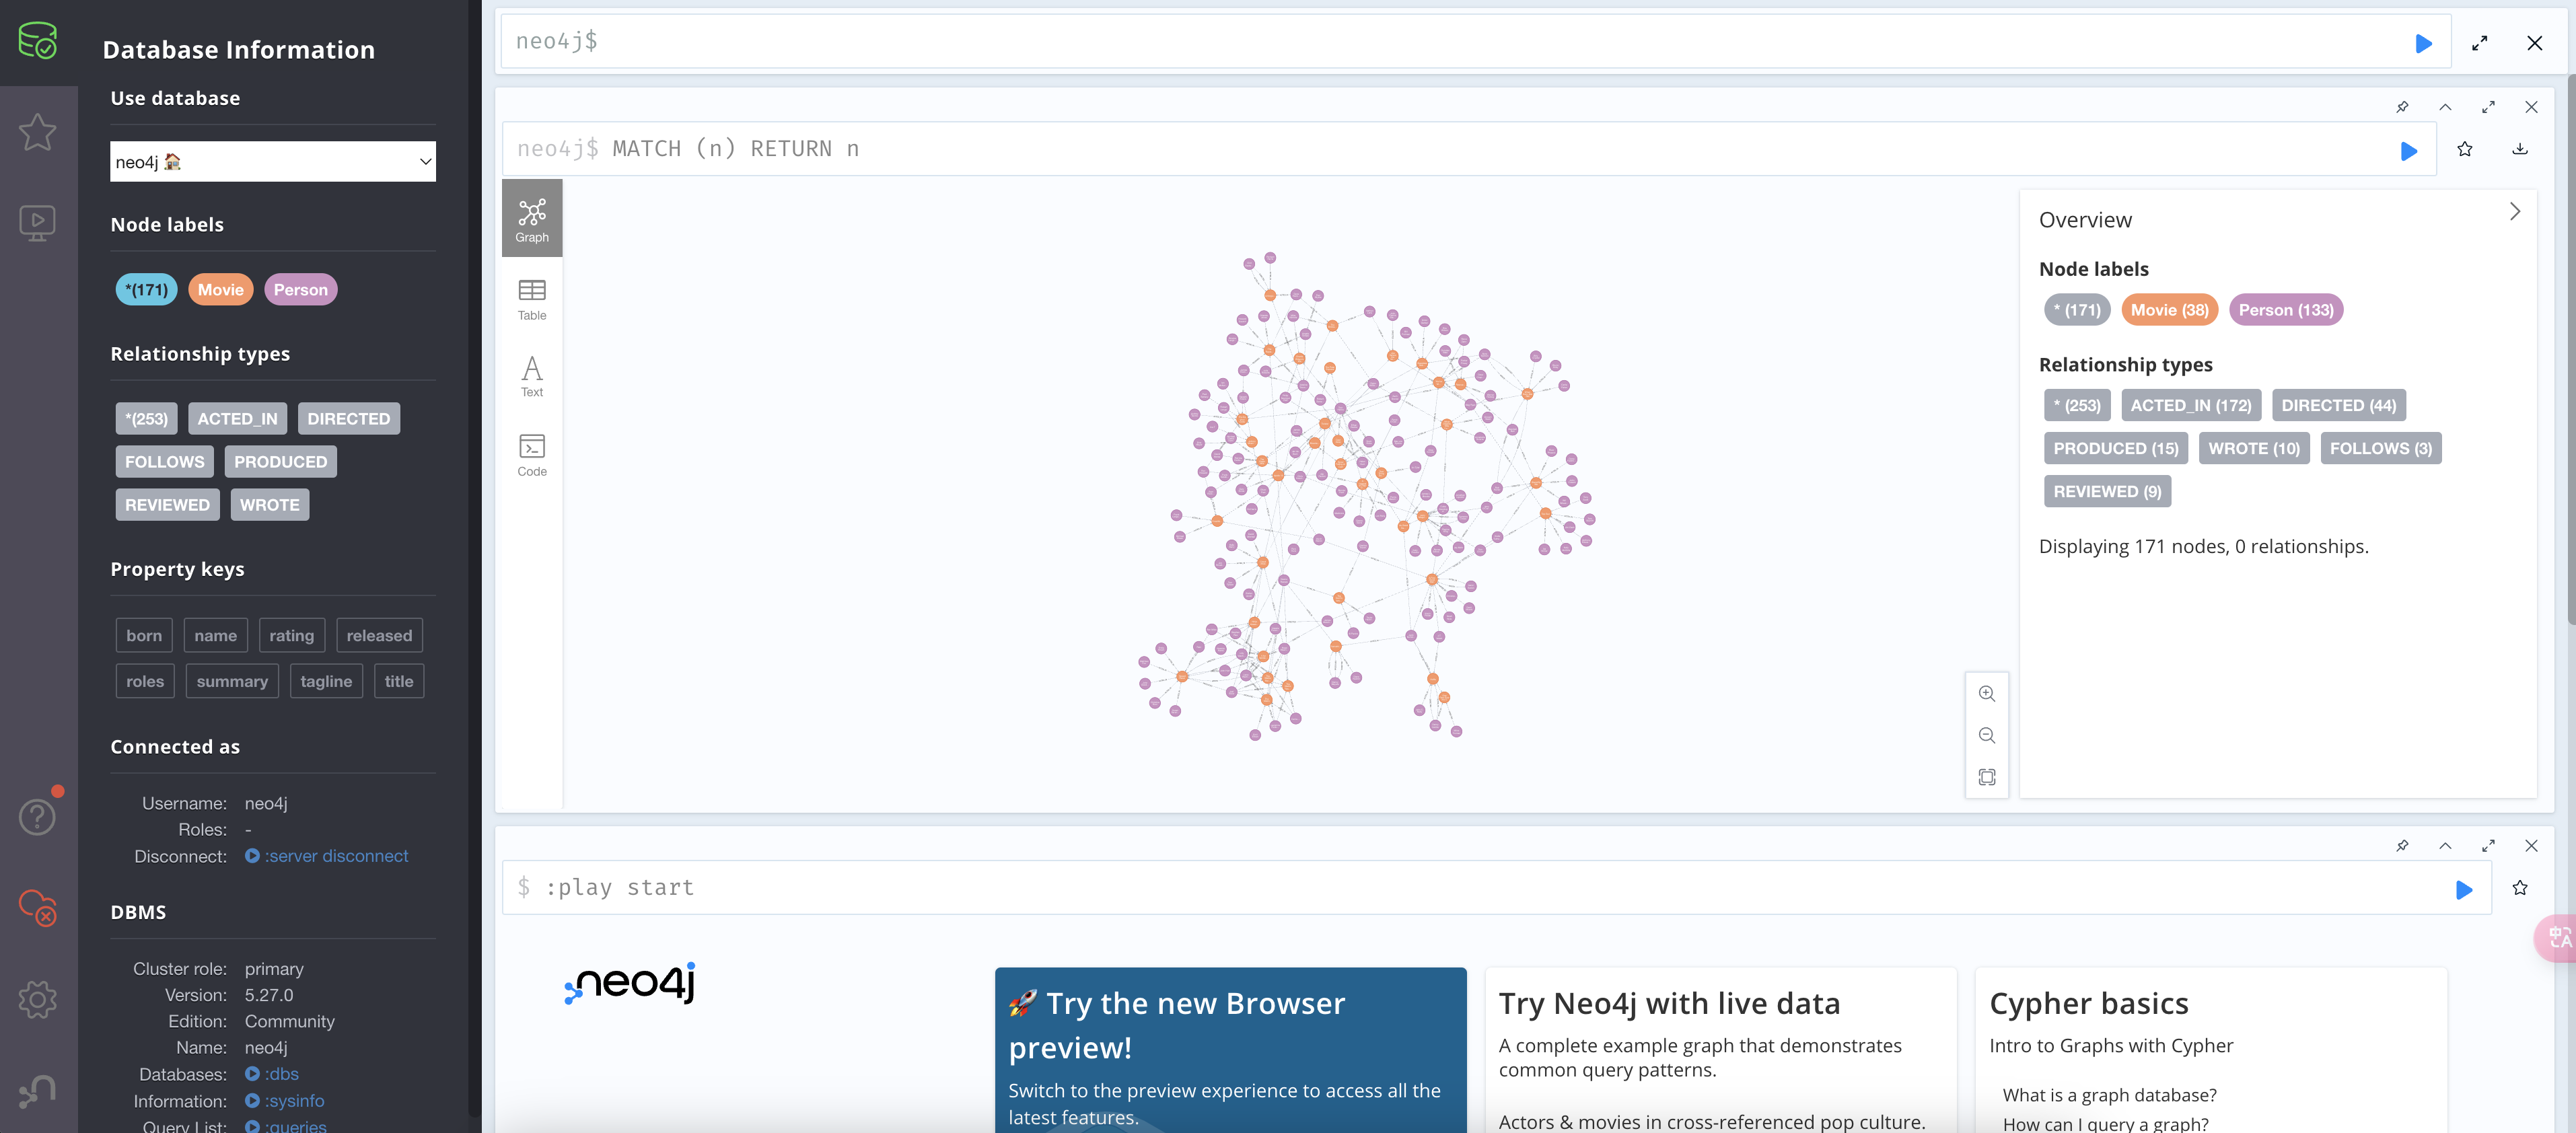 Database Information
Use database
neo4j
Node labels
*(171) Movie Person
Relationship types
*(253) ACTED_IN DIRECTED
FOLLOWS PRODUCED
REVIEWED WROTE
Property keys
born name rating released
roles summary tagline title
Connected as
Username: neo4j
Roles: -
Disconnect: :server disconnect
DBMS
Cluster role: primary
Version: 5.27.0
Edition: Community
Name: neo4j
Databases: :dbs
Information: :sysinfo
Query List: :queries
neo4j$
neo4j$ MATCH (n) RETURN n
Graph
Table
Text
Code
Overview
Node labels
* (171) Movie (38) Person (133)
Relationship types
* (253) ACTED_IN (172) DIRECTED (44)
PRODUCED (15) WROTE (10) FOLLOWS (3)
REVIEWED (9)
Displaying 171 nodes, 0 relationships.
$ :play start
neo4j
🚀 Try the new Browser
preview!
Switch to the preview experience to access all the
latest features.
Try Neo4j with live data
A complete example graph that demonstrates
common query patterns.
Actors & movies in cross-referenced pop culture.
Cypher basics
Intro to Graphs with Cypher
What is a graph database?
How can I query a graph?
中A